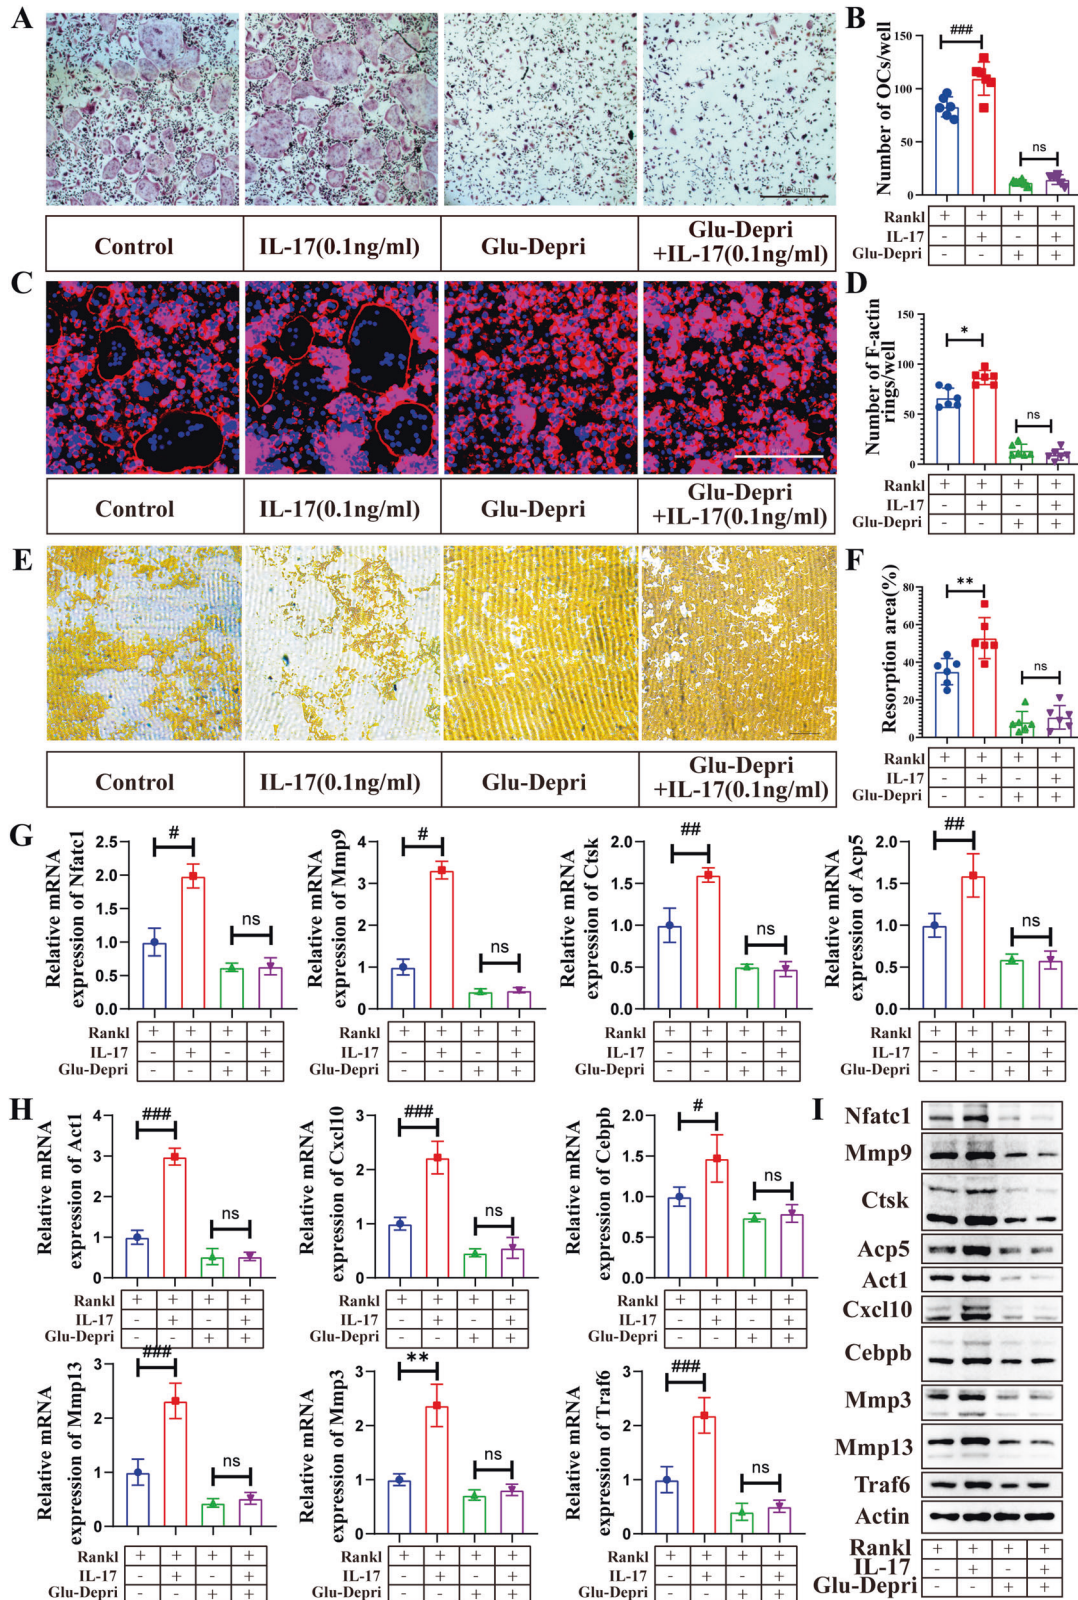 A
B
Number of OCs/well
150
100
50
0
###
ns
Rankl + + + +
IL-17 - + - +
Glu-Depri - - + +
Control
IL-17(0.1ng/ml)
Glu-Depri
Glu-Depri
+IL-17(0.1ng/ml)
C
D
Number of F-actin
rings/well
150
100
50
0
*
ns
Rankl + + + +
IL-17 - + - +
Glu-Depri - - + +
Control
IL-17(0.1ng/ml)
Glu-Depri
Glu-Depri
+IL-17(0.1ng/ml)
E
F
Resorption area(%)
80
60
40
20
0
**
ns
Rankl + + + +
IL-17 - + - +
Glu-Depri - - + +
Control
IL-17(0.1ng/ml)
Glu-Depri
Glu-Depri
+IL-17(0.1ng/ml)
G
Relative mRNA
expression of Nfatc1
2.5
2.0
1.5
1.0
0.5
0.0
#
ns
Rankl + + + +
IL-17 - + - +
Glu-Depri - - + +
Relative mRNA
expression of Mmp9
4
3
2
1
0
#
ns
Rankl + + + +
IL-17 - + - +
Glu-Depri - - + +
Relative mRNA
expression of Ctsk
2.0
1.5
1.0
0.5
0.0
##
ns
Rankl + + + +
IL-17 - + - +
Glu-Depri - - + +
Relative mRNA
expression of Acp5
2.0
1.5
1.0
0.5
0.0
##
ns
Rankl + + + +
IL-17 - + - +
Glu-Depri - - + +
H
Relative mRNA
expression of Act1
4
3
2
1
0
###
ns
Rankl + + + +
IL-17 - + - +
Glu-Depri - - + +
Relative mRNA
expression of Cxcl10
3
2
1
0
###
ns
Rankl + + + +
IL-17 - + - +
Glu-Depri - - + +
Relative mRNA
expression of Cebpb
2.0
1.5
1.0
0.5
0.0
#
ns
Rankl + + + +
IL-17 - + - +
Glu-Depri - - + +
Relative mRNA
expression of Mmp13
3
2
1
0
###
ns
Rankl + + + +
IL-17 - + - +
Glu-Depri - - + +
Relative mRNA
expression of Mmp3
3
2
1
0
**
ns
Rankl + + + +
IL-17 - + - +
Glu-Depri - - + +
Relative mRNA
expression of Traf6
3
2
1
0
###
ns
Rankl + + + +
IL-17 - + - +
Glu-Depri - - + +
I
Nfatc1
Mmp9
Ctsk
Acp5
Act1
Cxcl10
Cebpb
Mmp3
Mmp13
Traf6
Actin
Rankl + + + +
IL-17 - + - +
Glu-Depri - - + +